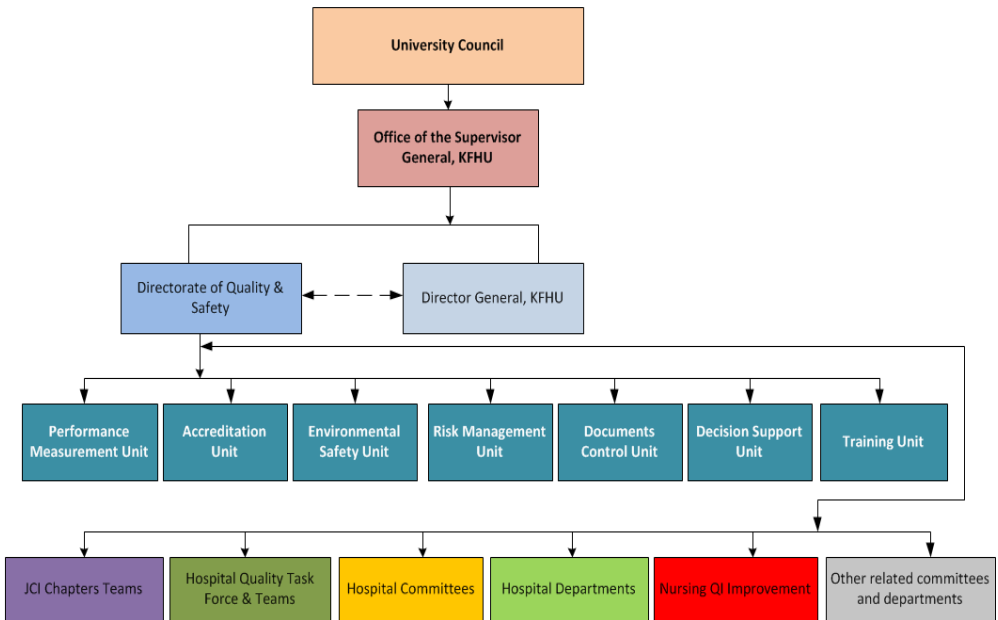 University Council
Office of the Supervisor
General, KFHU
Directorate of Quality &
Safety
Director General, KFHU
Performance
Measurement Unit
Accreditation
Unit
Environmental
Safety Unit
Risk Management
Unit
Documents
Control Unit
Decision Support
Unit
Training Unit
JCI Chapters Teams
Hospital Quality Task
Force & Teams
Hospital Committees
Hospital Departments
Nursing QI Improvement
Other related committees
and departments